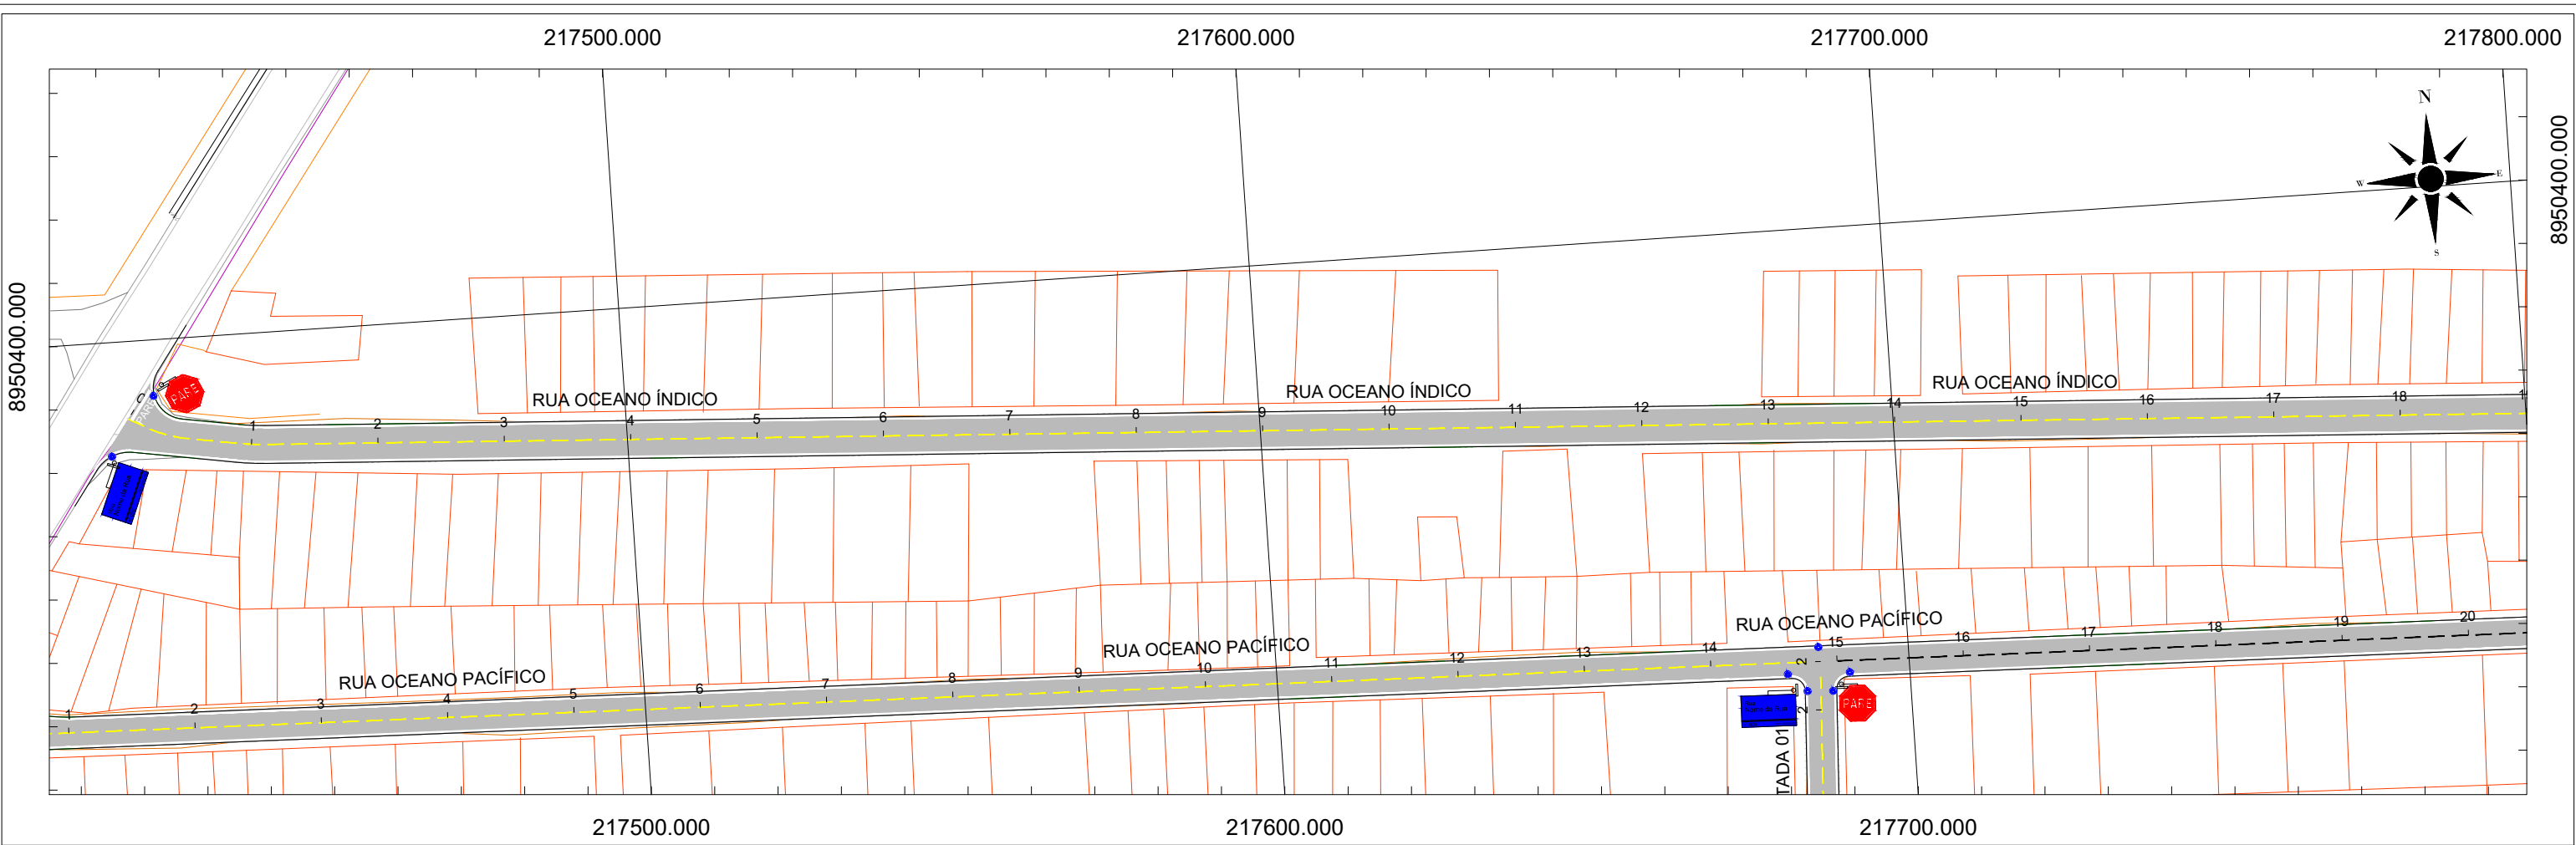 217500.000
217600.000
217700.000
217800.000
N
W
E
S
8950400.000
8950400.000
PARE
PARE
0
RUA OCEANO ÍNDICO
RUA OCEANO ÍNDICO
RUA OCEANO ÍNDICO
1 2 3 4 5 6 7 8 9 10 11 12 13 14 15 16 17 18
RUA OCEANO PACÍFICO
RUA OCEANO PACÍFICO
RUA OCEANO PACÍFICO
1 2 3 4 5 6 7 8 9 10 11 12 13 14 15 16 17 18 19 20
2
2
PARE
TADA 01
217500.000
217600.000
217700.000